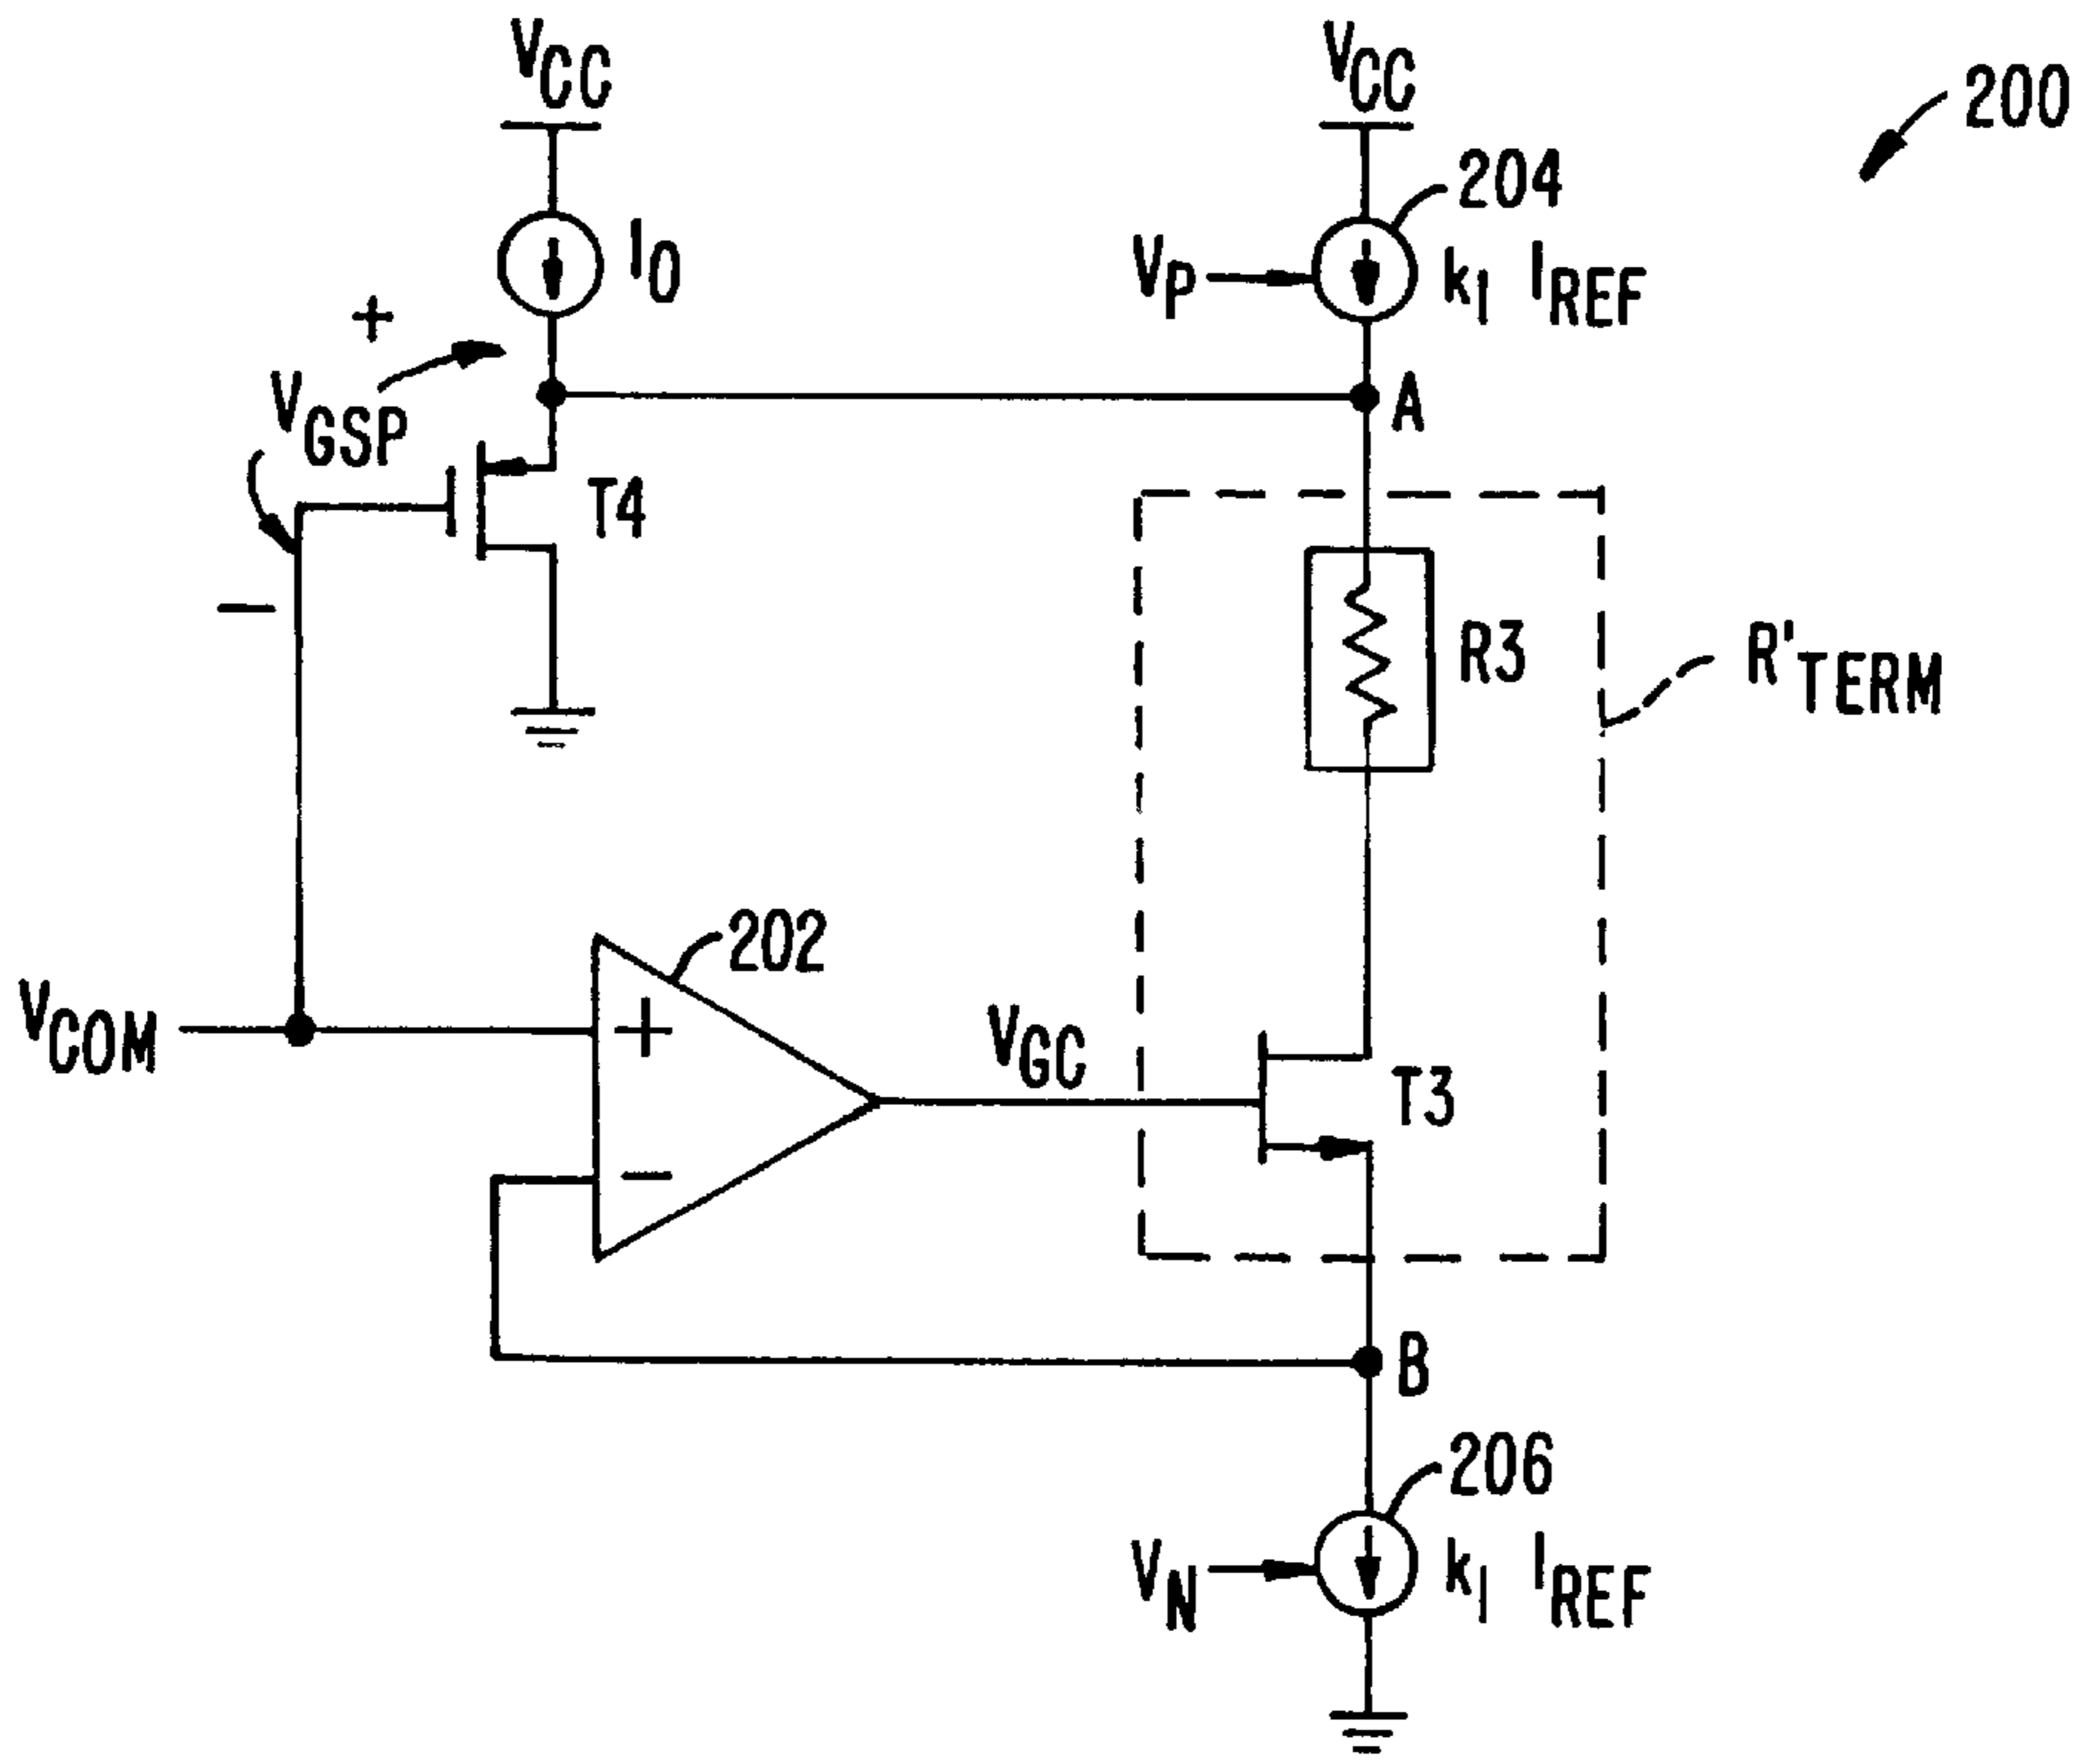 VCC
VCC
200
204
IO
VP
k1 IREF
+
VGSP
A
T4
−
R3
R'TERM
202
VCOM
+
VGC
T3
−
B
206
VN
k1 IREF